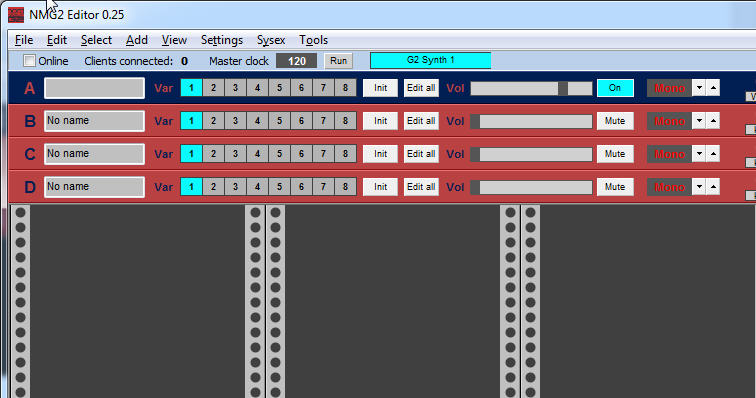 NMG2 Editor 0.25
File Edit Select Add View Settings Sysex Tools
Online Clients connected: 0 Master clock 120 Run G2 Synth 1
A Var 1 2 3 4 5 6 7 8 Init Edit all Vol On Mono
B No name Var 1 2 3 4 5 6 7 8 Init Edit all Vol Mute Mono
C No name Var 1 2 3 4 5 6 7 8 Init Edit all Vol Mute Mono
D No name Var 1 2 3 4 5 6 7 8 Init Edit all Vol Mute Mono